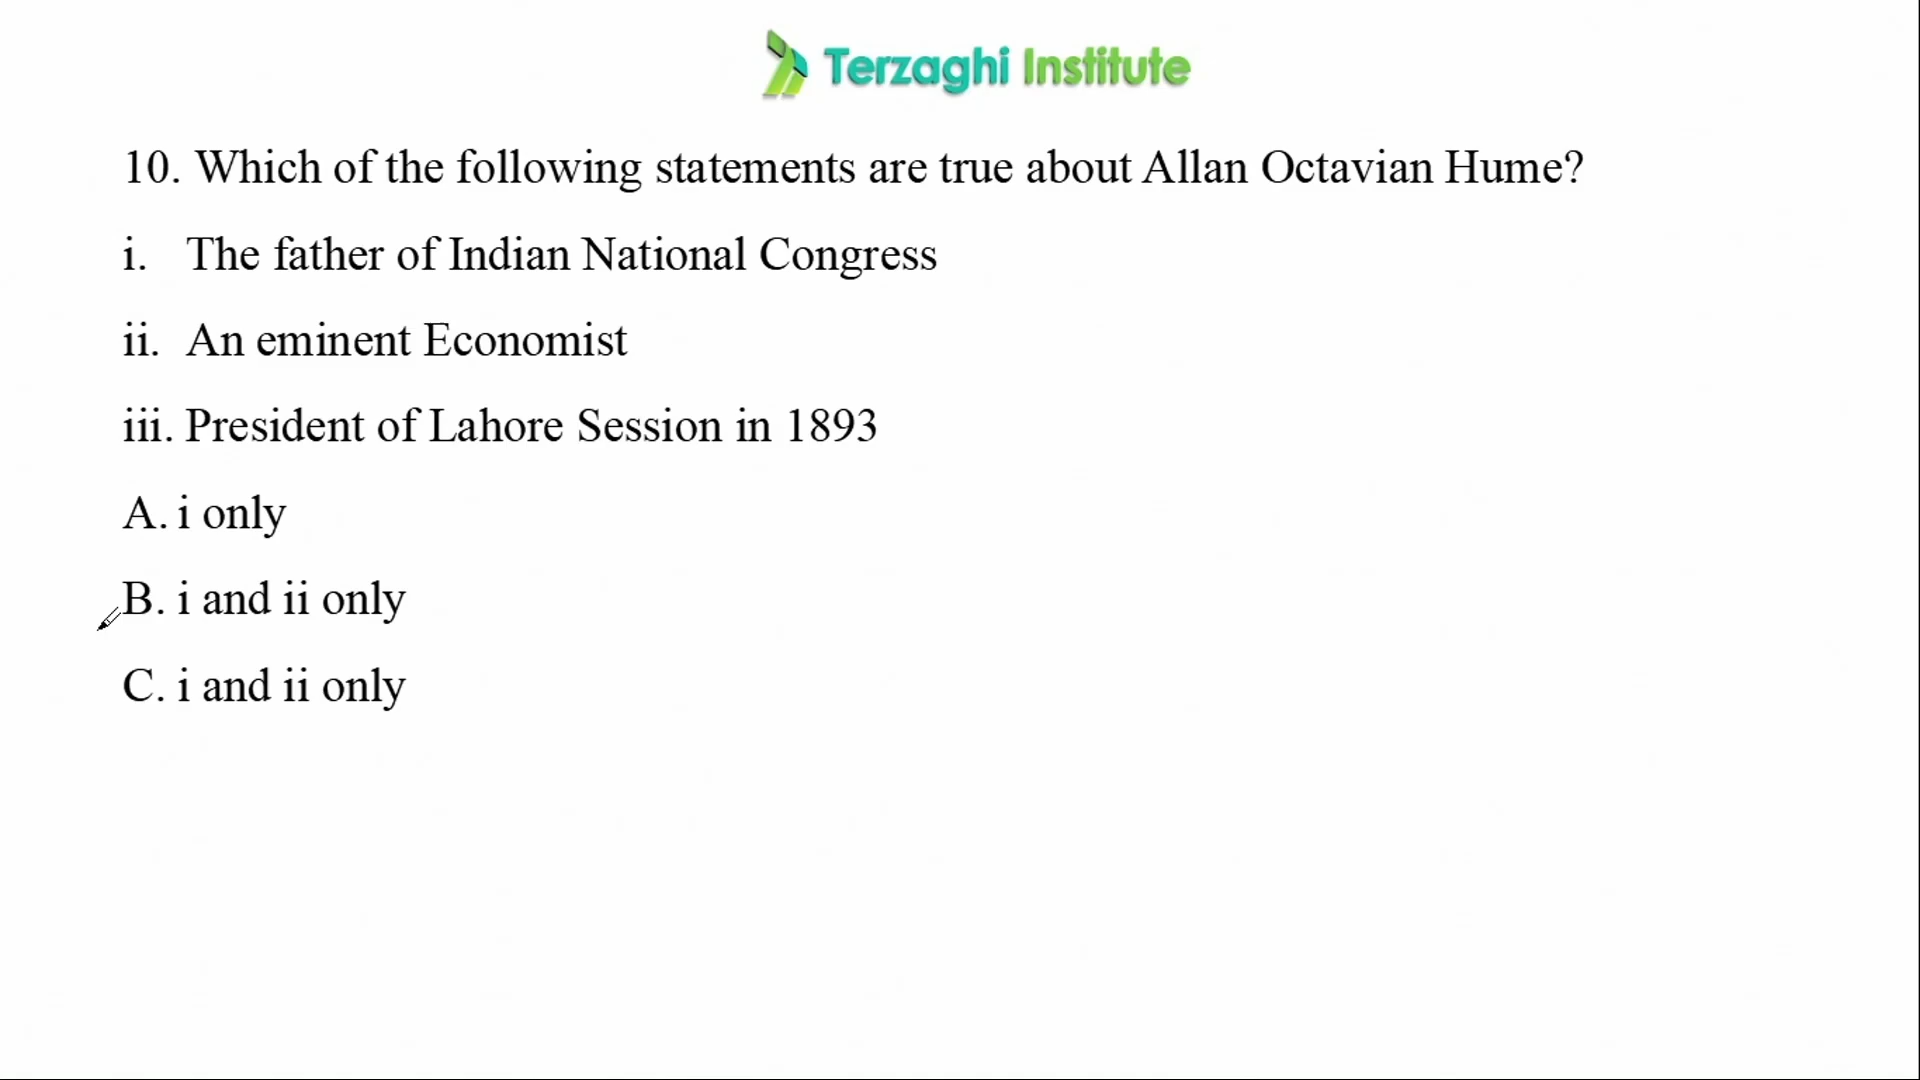 Terzaghi Institute
10. Which of the following statements are true about Allan Octavian Hume?
i. The father of Indian National Congress
ii. An eminent Economist
iii. President of Lahore Session in 1893
A. i only
B. i and ii only
C. i and ii only